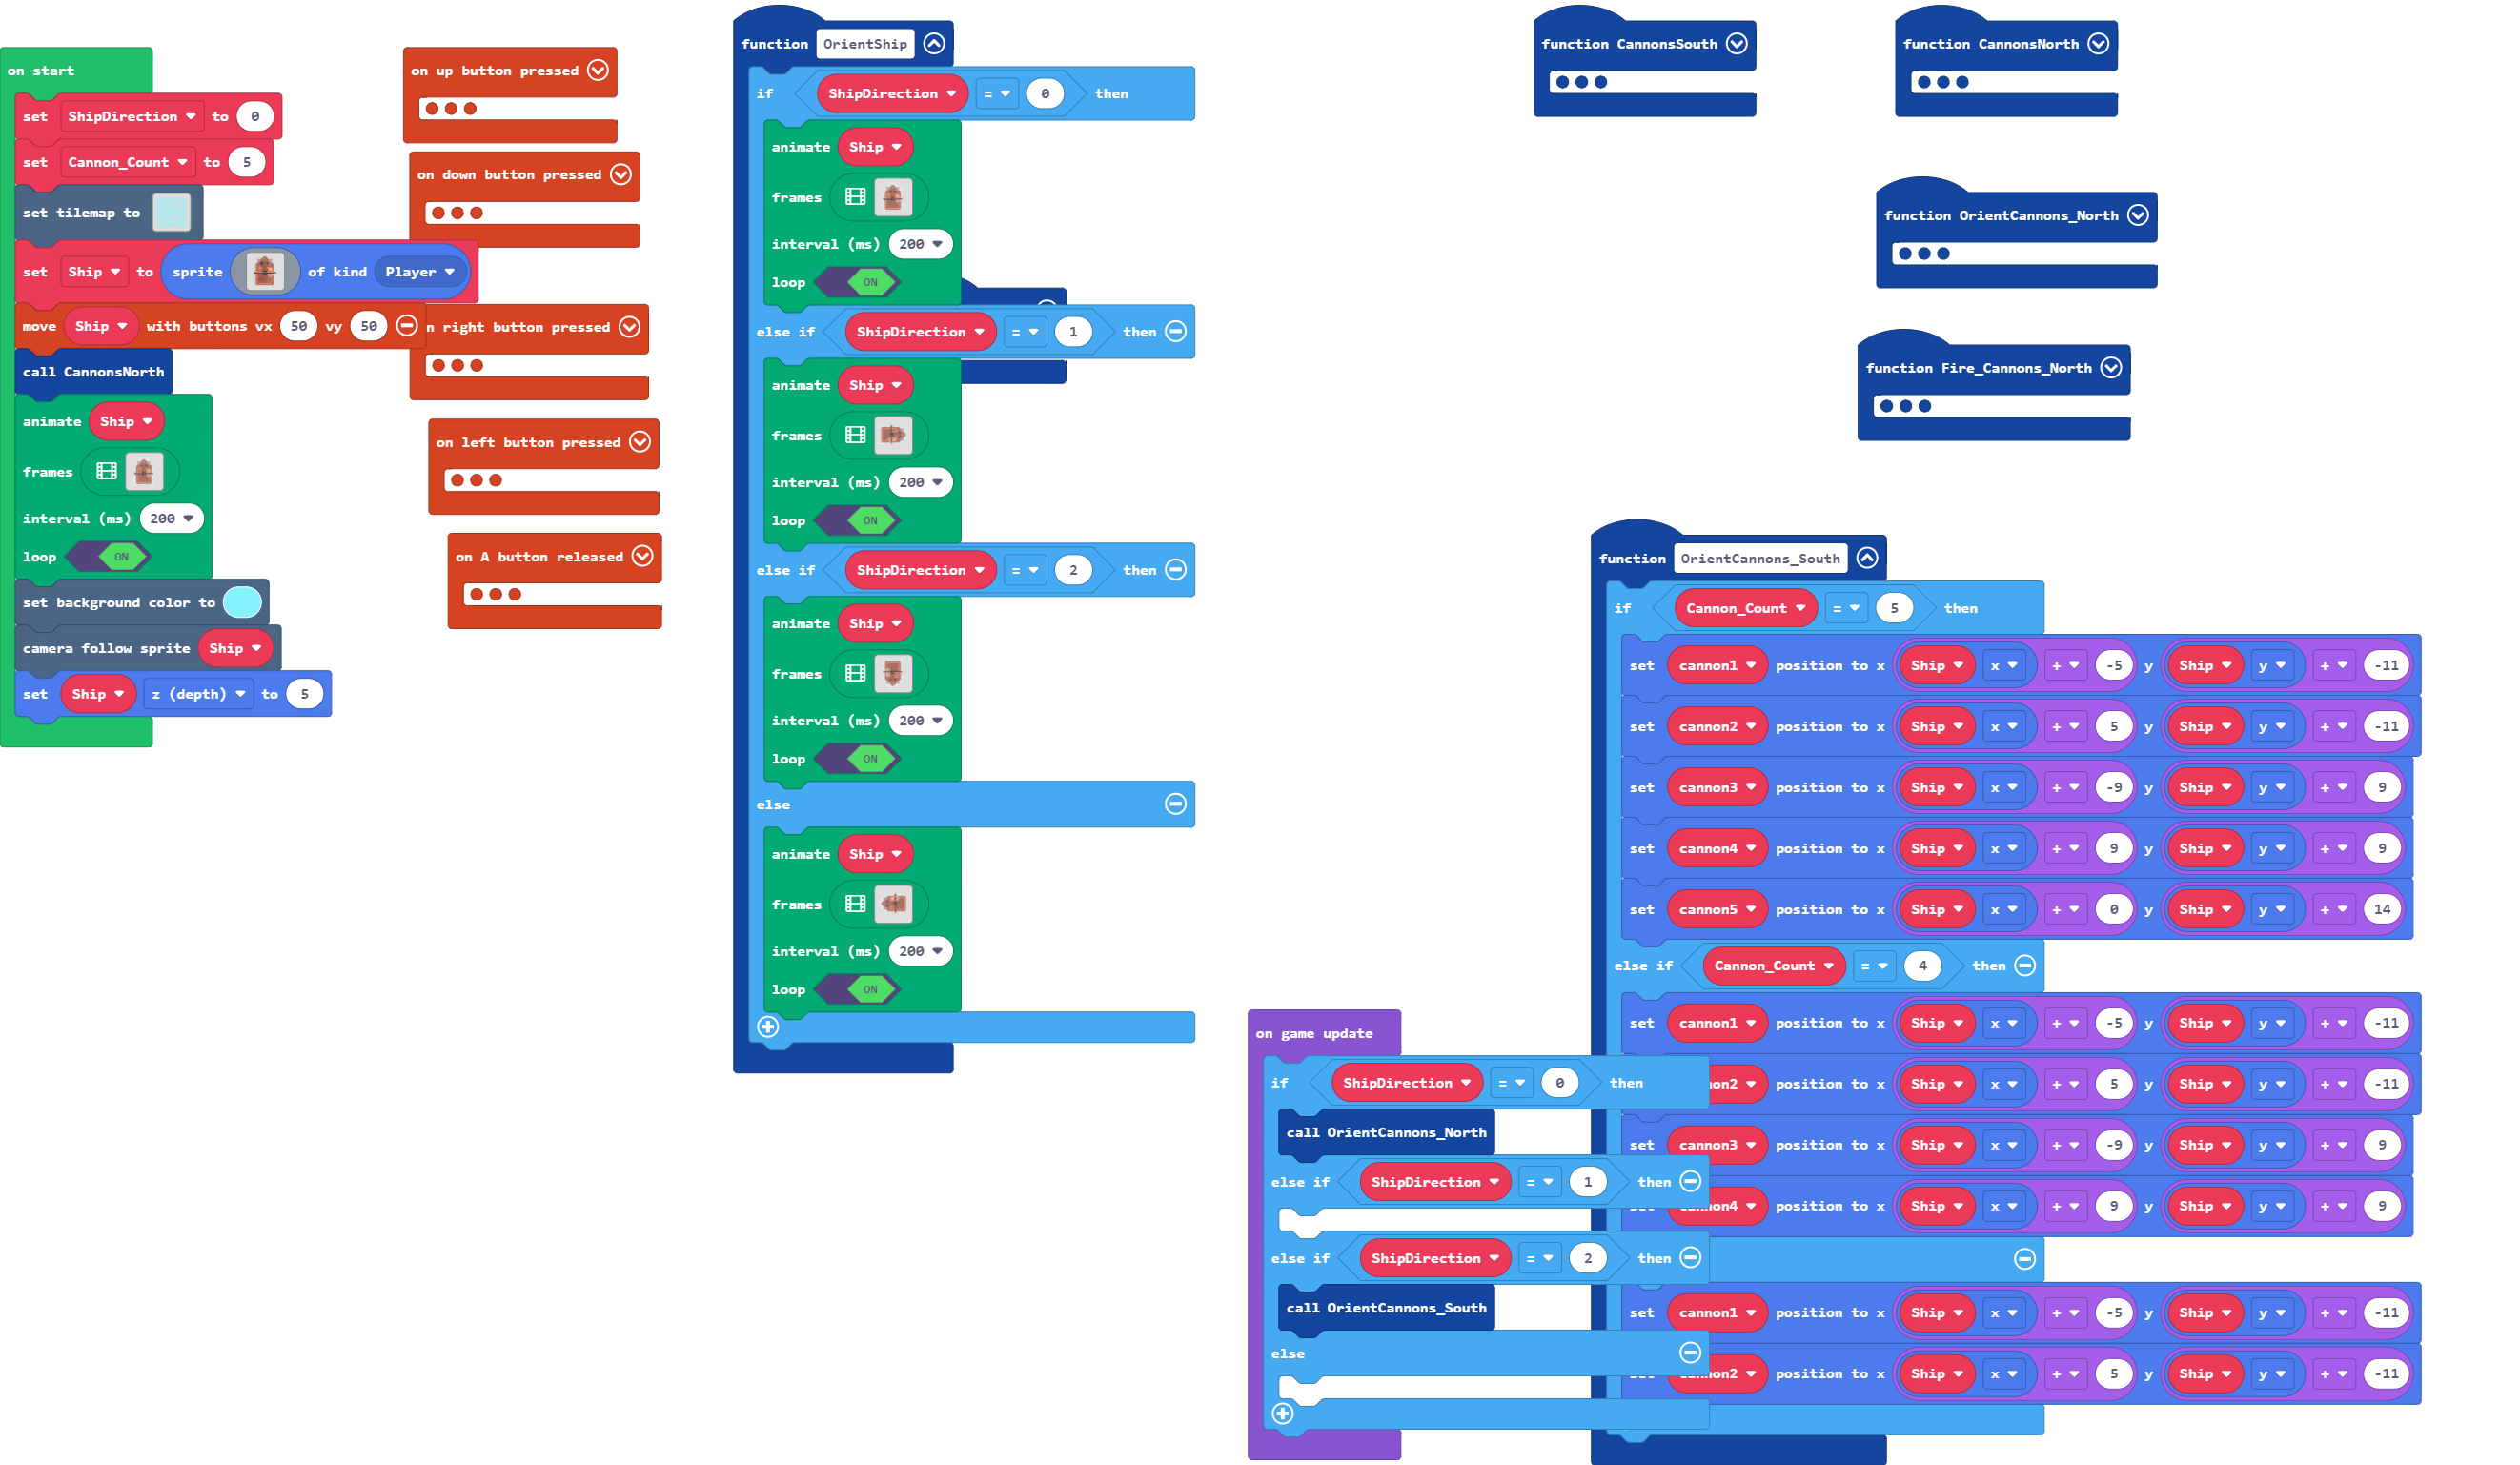 on start
set ShipDirection to 0
set Cannon_Count to 5
set tilemap to
set Ship to sprite of kind Player
move Ship with buttons vx 50 vy 50
call CannonsNorth
animate Ship
frames
interval (ms) 200
loop ON
set background color to
camera follow sprite Ship
set Ship z (depth) to 5
on up button pressed
on down button pressed
n right button pressed
on left button pressed
on A button released
function OrientShip
if ShipDirection = 0 then
animate Ship
frames
interval (ms) 200
loop ON
else if ShipDirection = 1 then
animate Ship
frames
interval (ms) 200
loop ON
else if ShipDirection = 2 then
animate Ship
frames
interval (ms) 200
loop ON
else
animate Ship
frames
interval (ms) 200
loop ON
function CannonsSouth
function CannonsNorth
function OrientCannons_North
function Fire_Cannons_North
on game update
if ShipDirection = 0 then
call OrientCannons_North
else if ShipDirection = 1 then
else if ShipDirection = 2 then
call OrientCannons_South
else
function OrientCannons_South
if Cannon_Count = 5 then
set cannon1 position to x Ship x + -5 y Ship y + -11
set cannon2 position to x Ship x + 5 y Ship y + -11
set cannon3 position to x Ship x + -9 y Ship y + 9
set cannon4 position to x Ship x + 9 y Ship y + 9
set cannon5 position to x Ship x + 0 y Ship y + 14
else if Cannon_Count = 4 then
set cannon1 position to x Ship x + -5 y Ship y + -11
on2 position to x Ship x + 5 y Ship y + -11
set cannon3 position to x Ship x + -9 y Ship y + 9
on4 position to x Ship x + 9 y Ship y + 9
set cannon1 position to x Ship x + -5 y Ship y + -11
on2 position to x Ship x + 5 y Ship y + -11